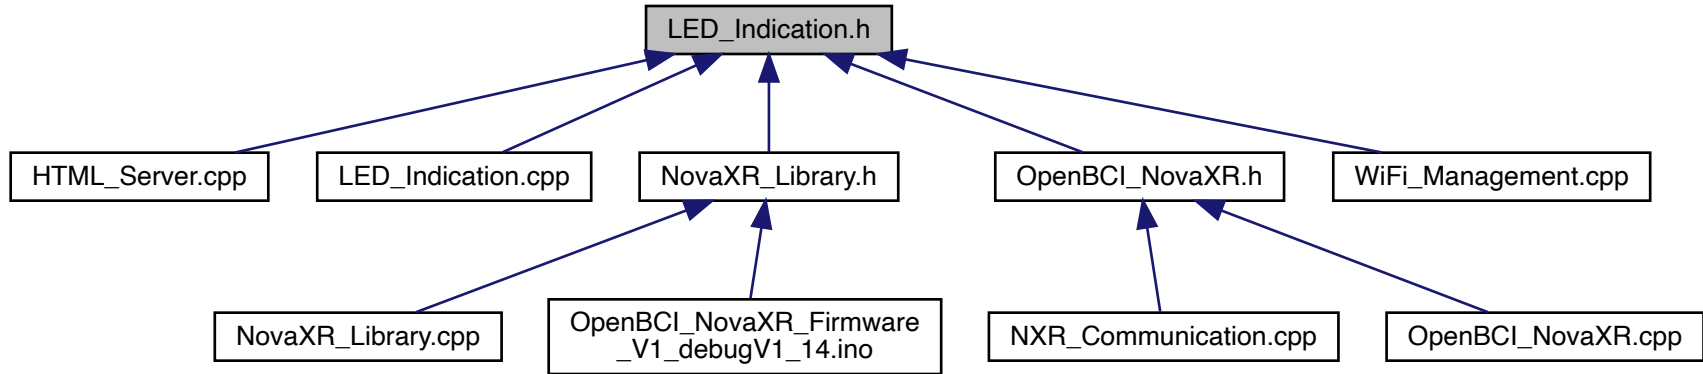 LED_Indication.h
HTML_Server.cpp
LED_Indication.cpp
NovaXR_Library.h
OpenBCI_NovaXR.h
WiFi_Management.cpp
NovaXR_Library.cpp
OpenBCI_NovaXR_Firmware
_V1_debugV1_14.ino
NXR_Communication.cpp
OpenBCI_NovaXR.cpp